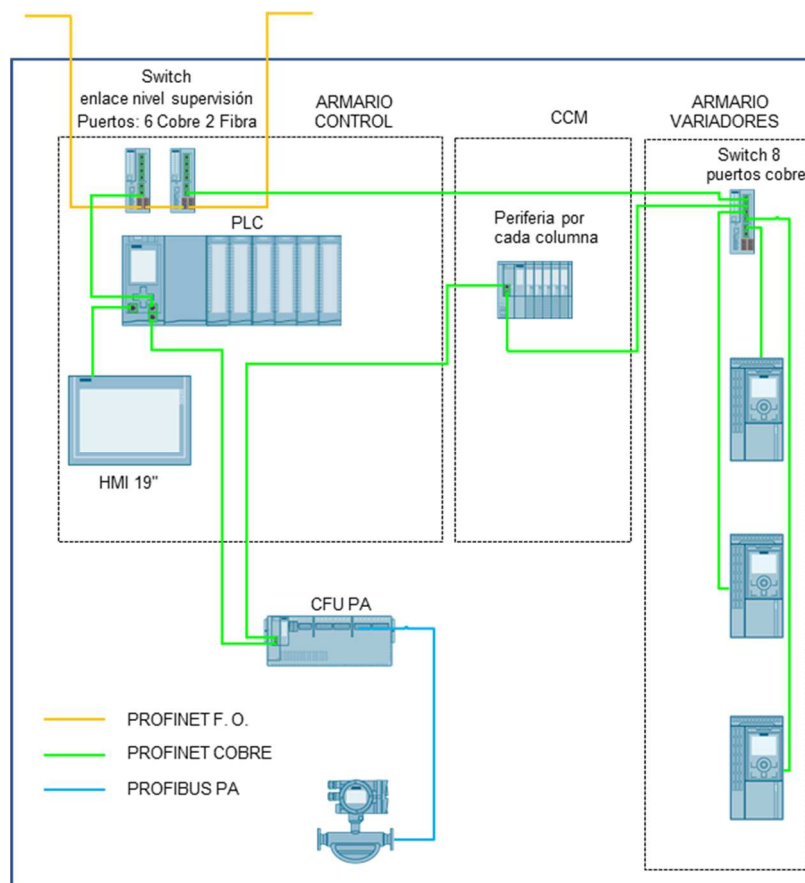 Switch
enlace nivel supervisión
Puertos: 6 Cobre 2 Fibra
ARMARIO
CONTROL
CCM
ARMARIO
VARIADORES
Switch 8
puertos cobre
PLC
Periferia por
cada columna
HMI 19"
CFU PA
PROFINET F. O.
PROFINET COBRE
PROFIBUS PA